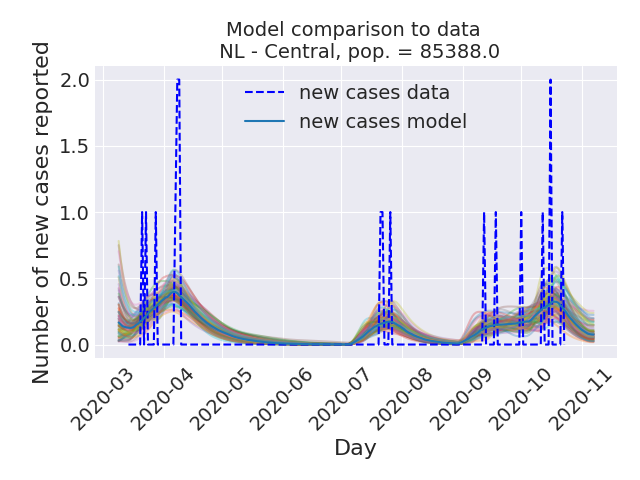 Model comparison to data
NL - Central, pop. = 85388.0
new cases data
new cases model
Number of new cases reported
2.0
1.5
1.0
0.5
0.0
2020-03
2020-04
2020-05
2020-06
2020-07
2020-08
2020-09
2020-10
2020-11
Day